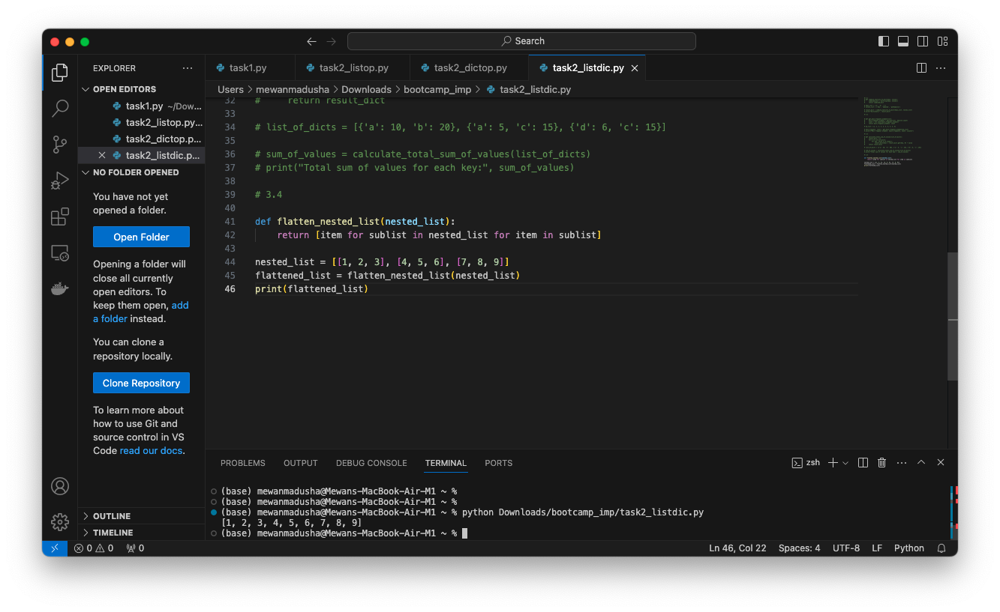 Search
EXPLORER
OPEN EDITORS
task1.py ~/Dow...
task2_listop.py...
task2_dictop.p...
task2_listdic.p...
NO FOLDER OPENED
You have not yet
opened a folder.
Open Folder
Opening a folder will
close all currently
open editors. To
keep them open, add
a folder instead.
You can clone a
repository locally.
Clone Repository
To learn more about
how to use Git and
source control in VS
Code read our docs.
OUTLINE
TIMELINE
task1.py task2_listop.py task2_dictop.py task2_listdic.py
Users > mewanmadusha > Downloads > bootcamp_imp > task2_listdic.py
32 #     return result_dict
33
34 # list_of_dicts = [{'a': 10, 'b': 20}, {'a': 5, 'c': 15}, {'d': 6, 'c': 15}]
35
36 # sum_of_values = calculate_total_sum_of_values(list_of_dicts)
37 # print("Total sum of values for each key:", sum_of_values)
38
39 # 3.4
40
41 def flatten_nested_list(nested_list):
42     return [item for sublist in nested_list for item in sublist]
43
44 nested_list = [[1, 2, 3], [4, 5, 6], [7, 8, 9]]
45 flattened_list = flatten_nested_list(nested_list)
46 print(flattened_list)
PROBLEMS OUTPUT DEBUG CONSOLE TERMINAL PORTS zsh
(base) mewanmadusha@Mewans-MacBook-Air-M1 ~ %
(base) mewanmadusha@Mewans-MacBook-Air-M1 ~ %
(base) mewanmadusha@Mewans-MacBook-Air-M1 ~ % python Downloads/bootcamp_imp/task2_listdic.py
[1, 2, 3, 4, 5, 6, 7, 8, 9]
(base) mewanmadusha@Mewans-MacBook-Air-M1 ~ %
0 0 0 Ln 46, Col 22 Spaces: 4 UTF-8 LF Python